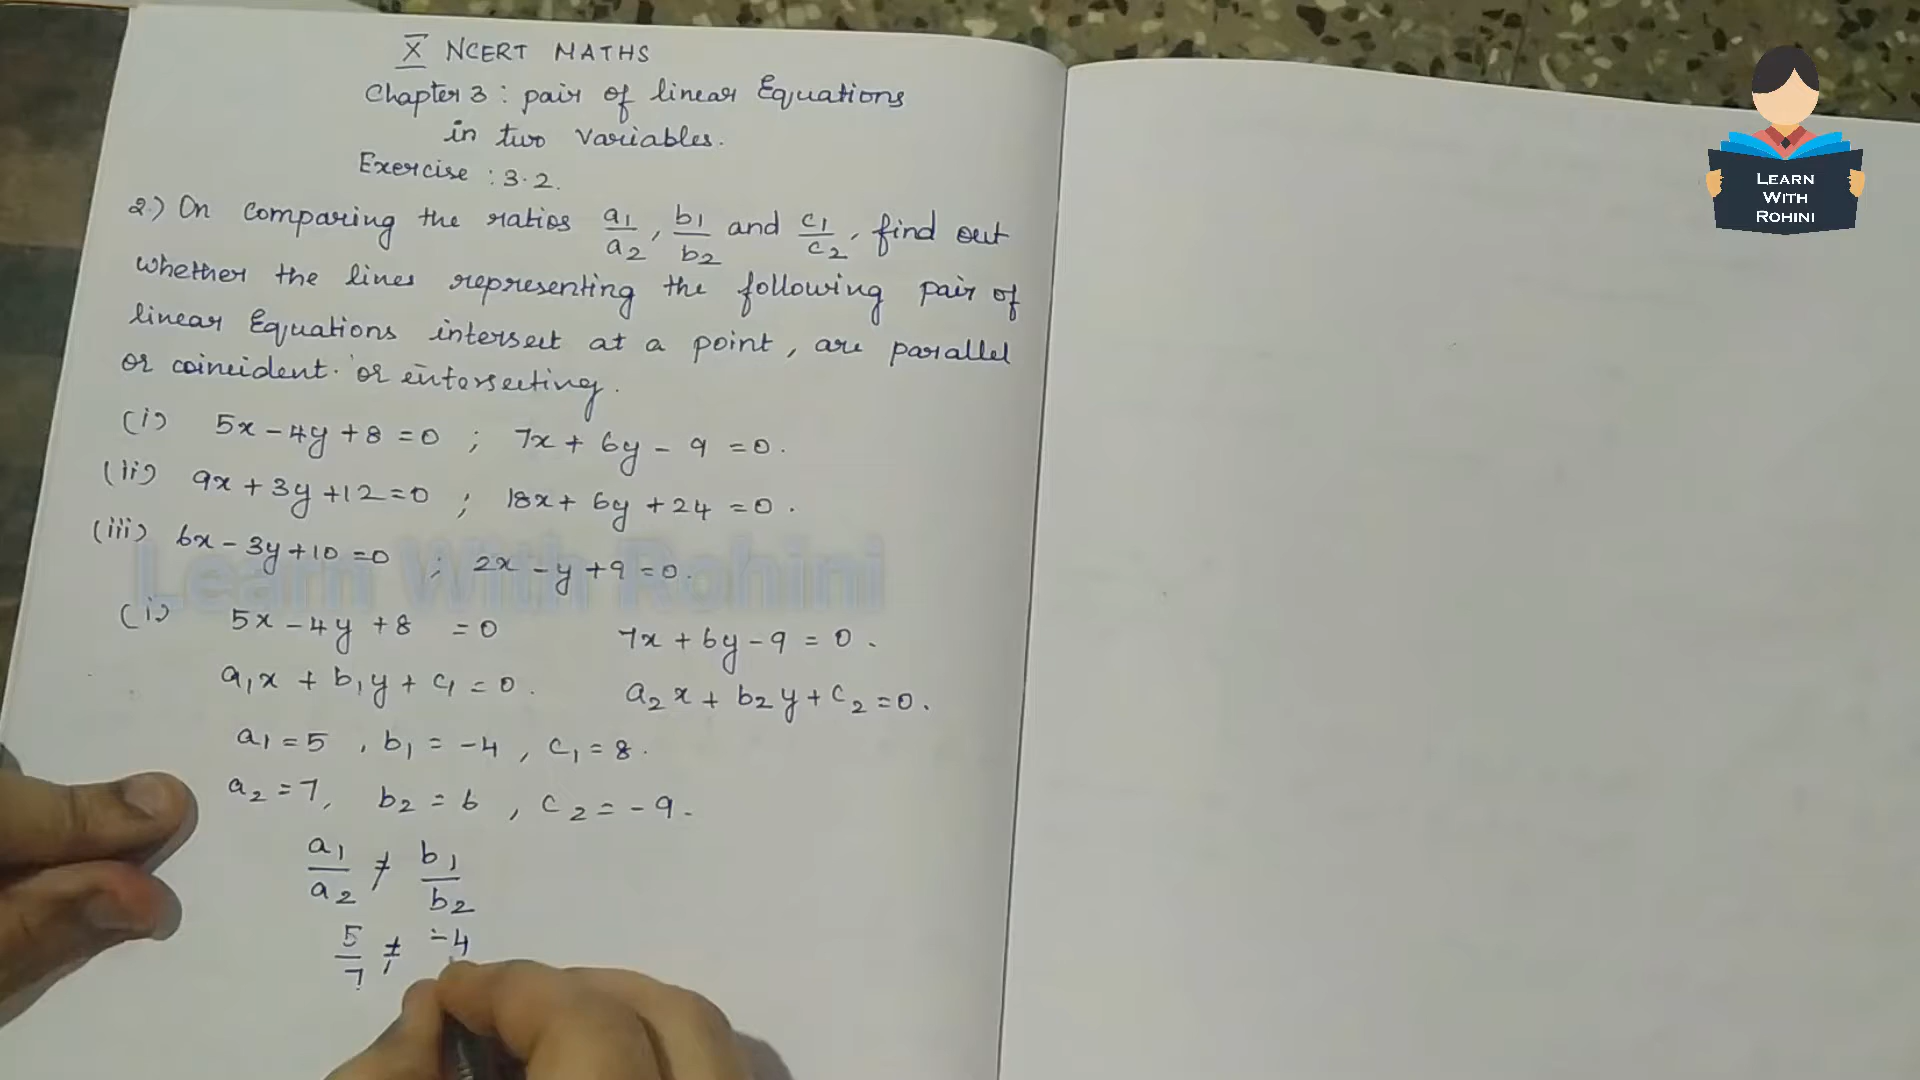 X NCERT MATHS
Chapter 3 : pair of linear Equations
in two variables.
Exercise : 3.2.
2.) On comparing the ratios a1/a2, b1/b2 and c1/c2, find out
whether the lines representing the following pair of
linear Equations intersect at a point, are parallel
or coincident. or intersecting.
(i) 5x - 4y + 8 = 0 ; 7x + 6y - 9 = 0.
(ii) 9x + 3y + 12 = 0 ; 18x + 6y + 24 = 0.
(iii) 6x - 3y + 10 = 0 ; 2x - y + 9 = 0.
(i) 5x - 4y + 8 = 0 7x + 6y - 9 = 0.
a1x + b1y + c1 = 0. a2x + b2y + c2 = 0.
a1 = 5 , b1 = -4 , c1 = 8.
a2 = 7, b2 = 6 , c2 = -9.
a1/a2 ≠ b1/b2
5/7 ≠ -4
LEARN
WITH
ROHINI
Learn With Rohini